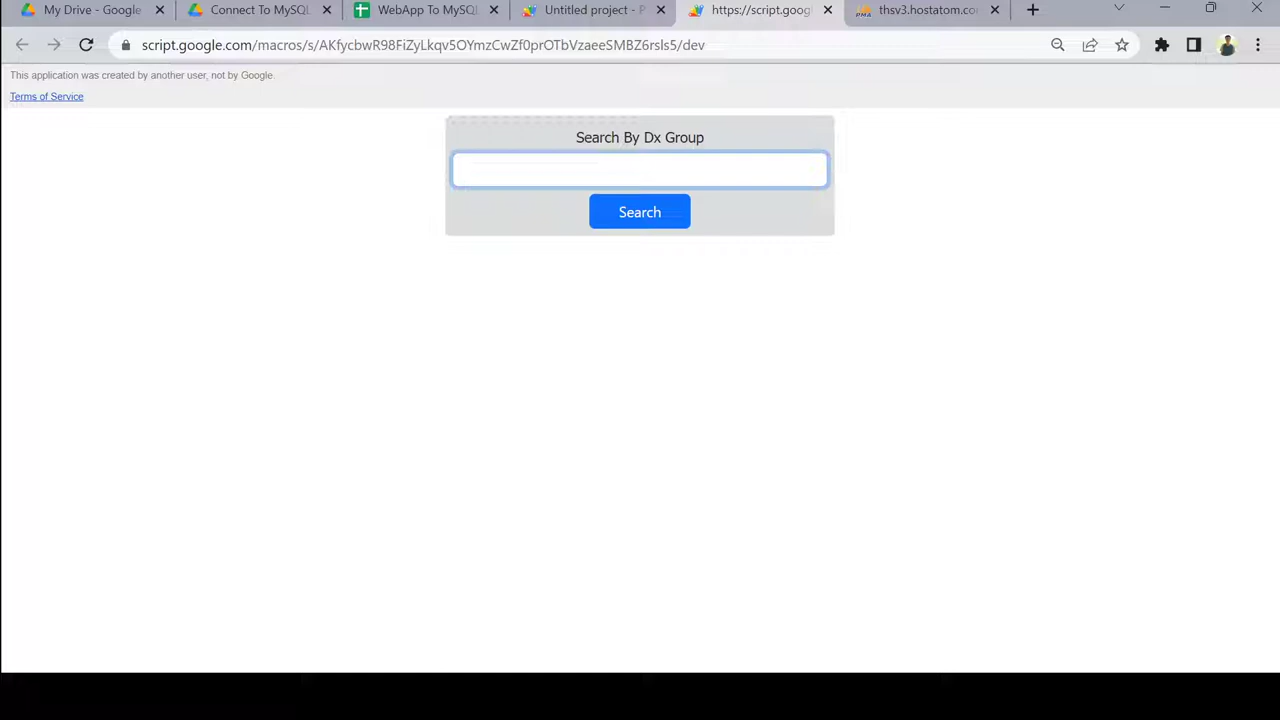 My Drive - Google
Connect To MySQL
WebApp To MySQL
Untitled project - P
https://script.goog
thsv3.hostatom.co
script.google.com/macros/s/AKfycbwR98FiZyLkqv5OYmzCwZf0prOTbVzaeeSMBZ6rsls5/dev
This application was created by another user, not by Google.
Terms of Service
Search By Dx Group
Search